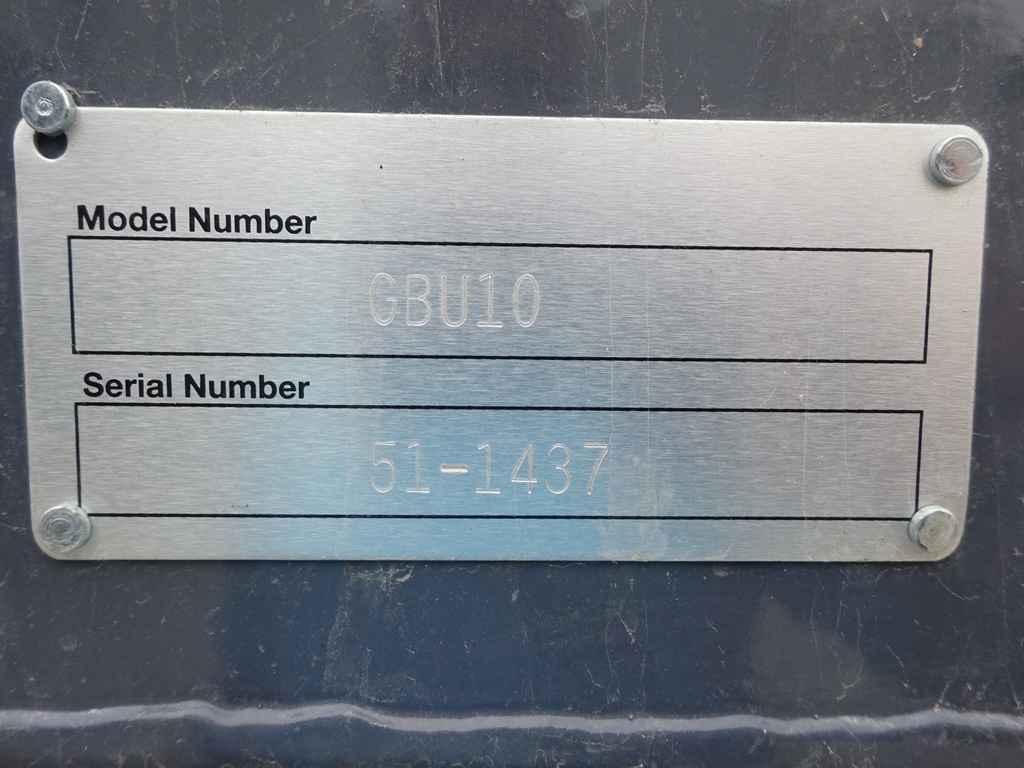 Model Number
GBU10
Serial Number
51-1437